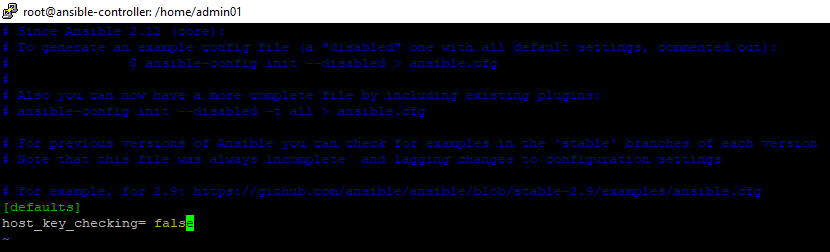 root@ansible-controller: /home/admin01
# Since Ansible 2.12 (core):
# To generate an example config file (a "disabled" one with all default settings, commented out):
#               $ ansible-config init --disabled > ansible.cfg
#
# Also you can now have a more complete file by including existing plugins:
# ansible-config init --disabled -t all > ansible.cfg
# For previous versions of Ansible you can check for examples in the 'stable' branches of each version
# Note that this file was always incomplete  and lagging changes to configuration settings
# for example, for 2.9: https://github.com/ansible/ansible/blob/stable-2.9/examples/ansible.cfg
[defaults]
host_key_checking= false
~